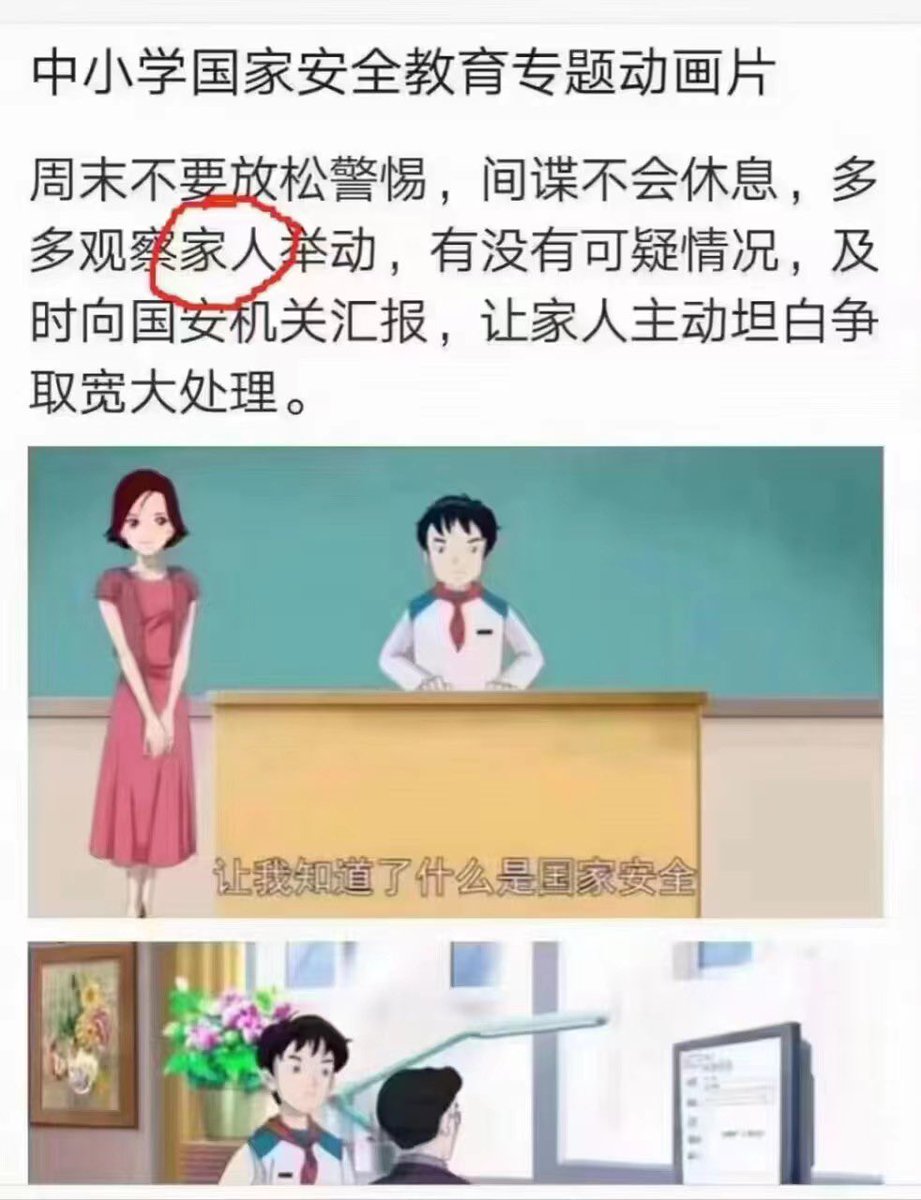 中小学国家安全教育专题动画片
周末不要放松警惕，间谍不会休息，多
多观察家人举动，有没有可疑情况，及
时向国安机关汇报，让家人主动坦白争
取宽大处理。
让我知道了什么是国家安全